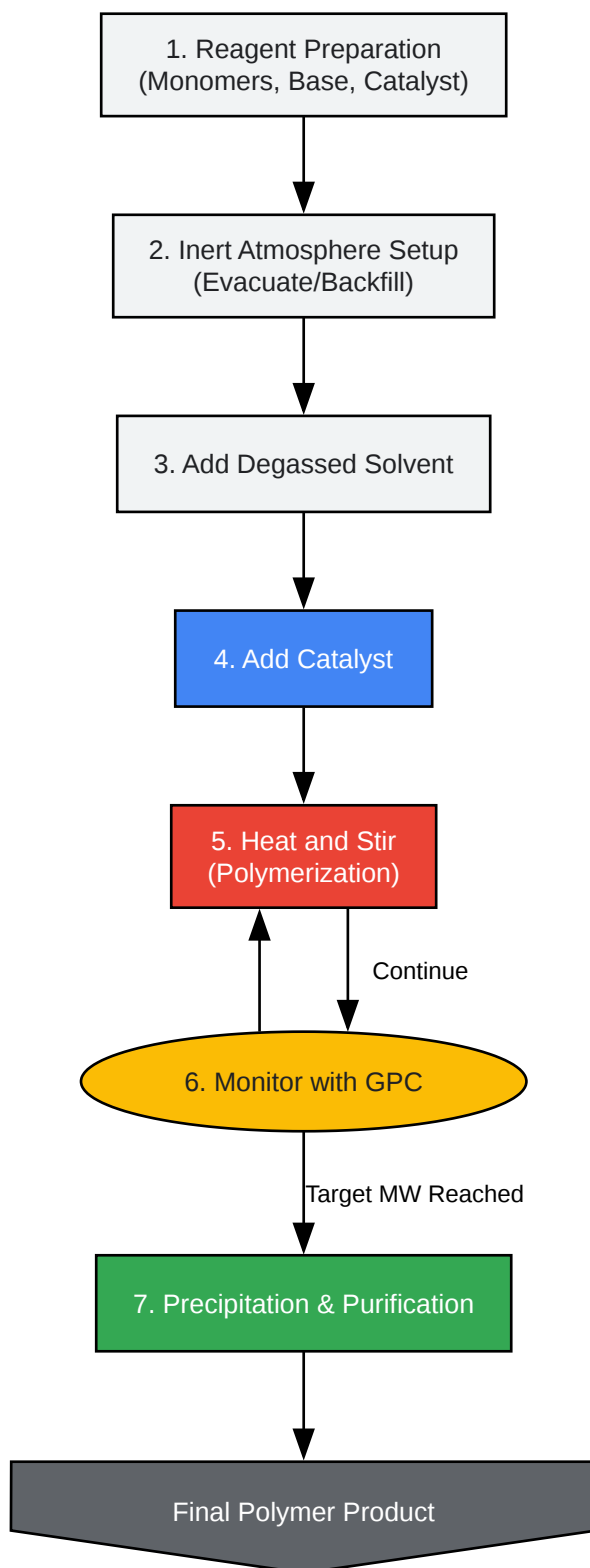 1. Reagent Preparation
(Monomers, Base, Catalyst)
2. Inert Atmosphere Setup
(Evacuate/Backfill)
3. Add Degassed Solvent
4. Add Catalyst
5. Heat and Stir
(Polymerization)
Continue
6. Monitor with GPC
Target MW Reached
7. Precipitation & Purification
Final Polymer Product